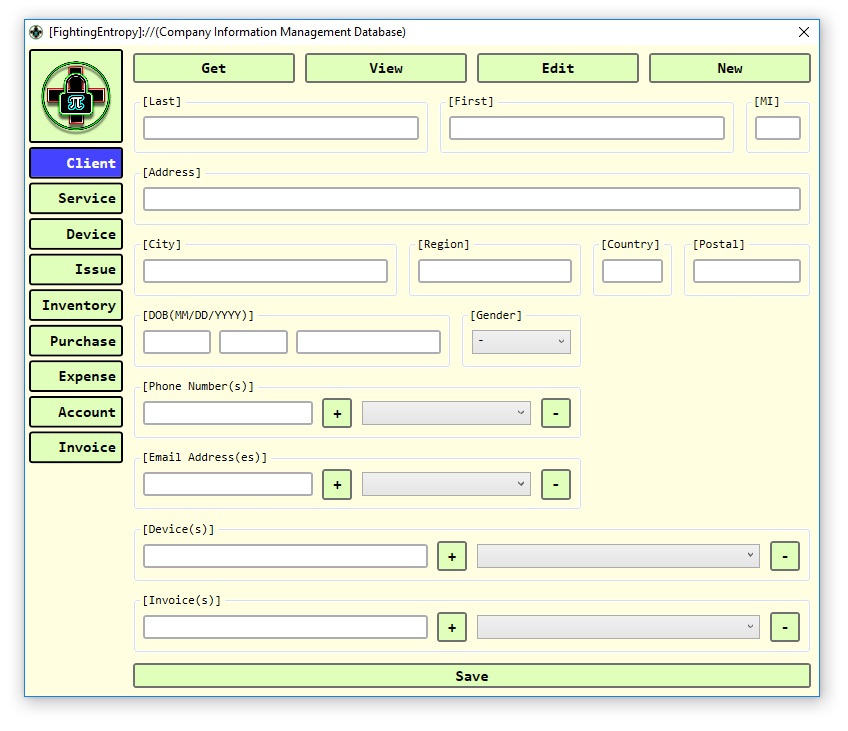 [FightingEntropy]://(Company Information Management Database)
π
Get View Edit New
Client
Service
Device
Issue
Inventory
Purchase
Expense
Account
Invoice
[Last] [First] [MI]
[Address]
[City] [Region] [Country] [Postal]
[DOB(MM/DD/YYYY)] [Gender]
-
[Phone Number(s)]
+ -
[Email Address(es)]
+ -
[Device(s)]
+ -
[Invoice(s)]
+ -
Save